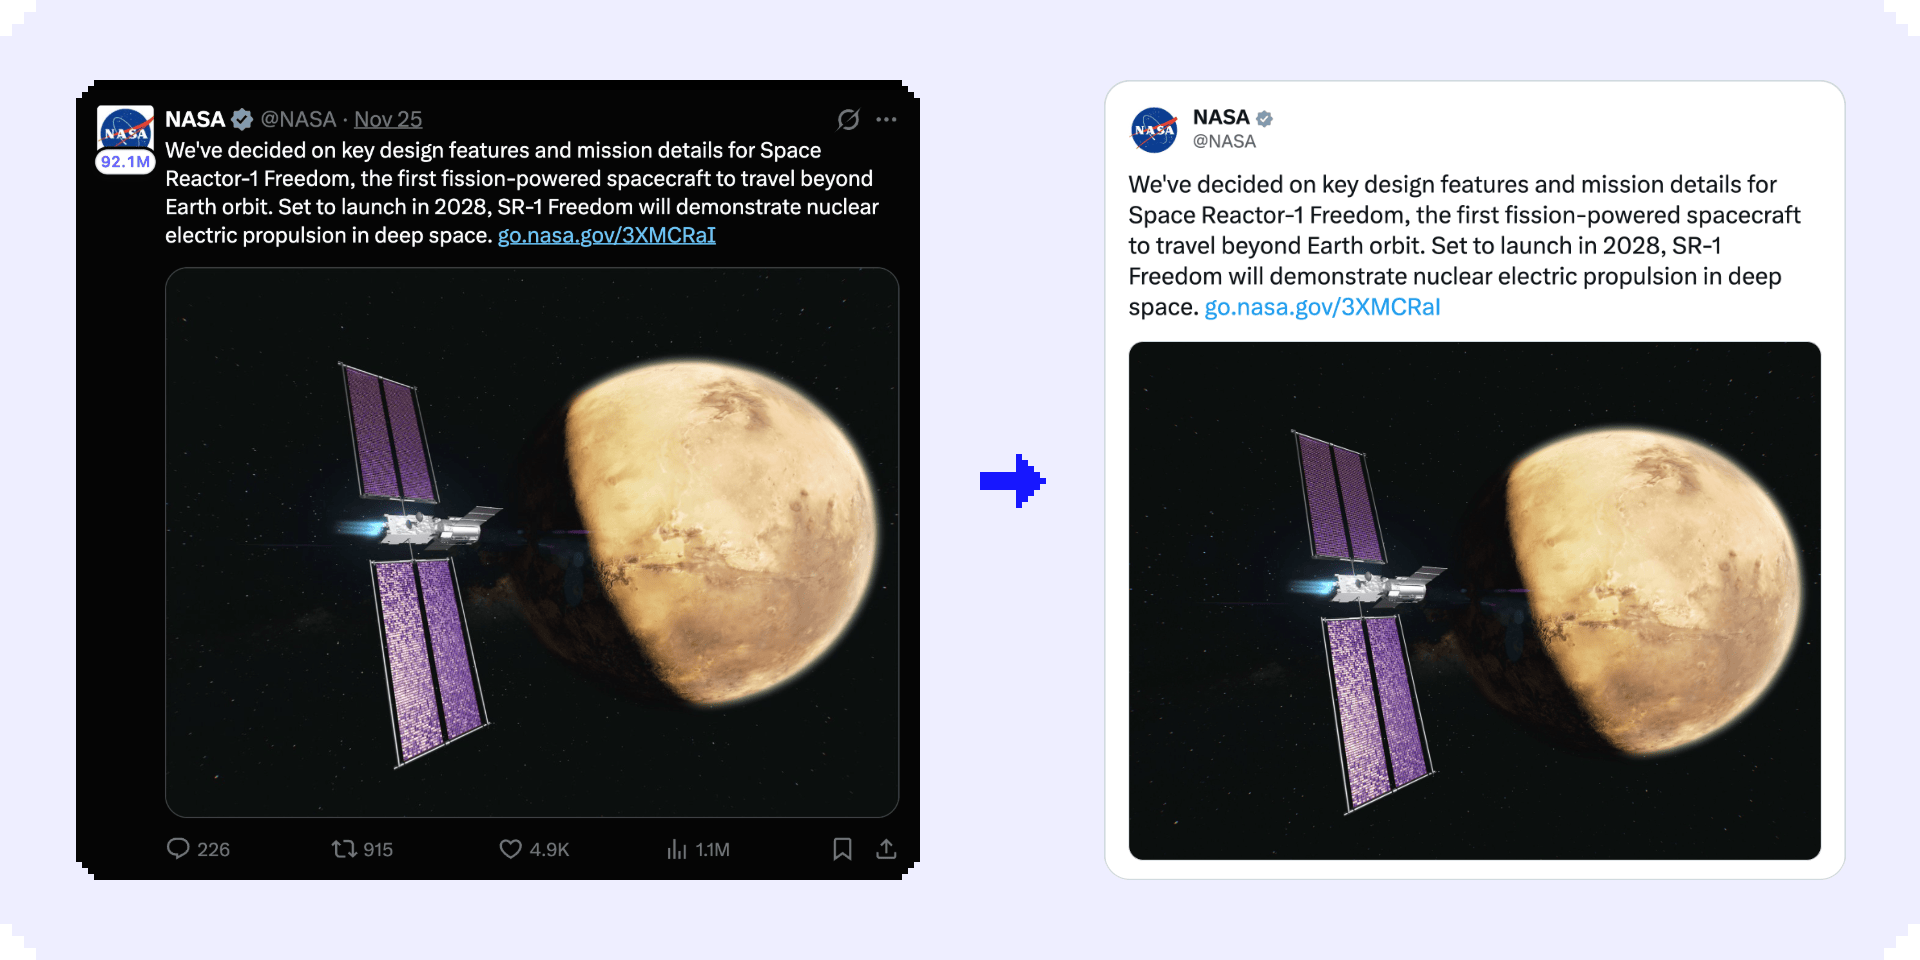 NASA @NASA · Nov 25
NASA
92.1M
We've decided on key design features and mission details for Space
Reactor-1 Freedom, the first fission-powered spacecraft to travel beyond
Earth orbit. Set to launch in 2028, SR-1 Freedom will demonstrate nuclear
electric propulsion in deep space. go.nasa.gov/3XMCRaI
226 915 4.9K 1.1M
NASA
NASA
@NASA
We've decided on key design features and mission details for
Space Reactor-1 Freedom, the first fission-powered spacecraft
to travel beyond Earth orbit. Set to launch in 2028, SR-1
Freedom will demonstrate nuclear electric propulsion in deep
space. go.nasa.gov/3XMCRaI